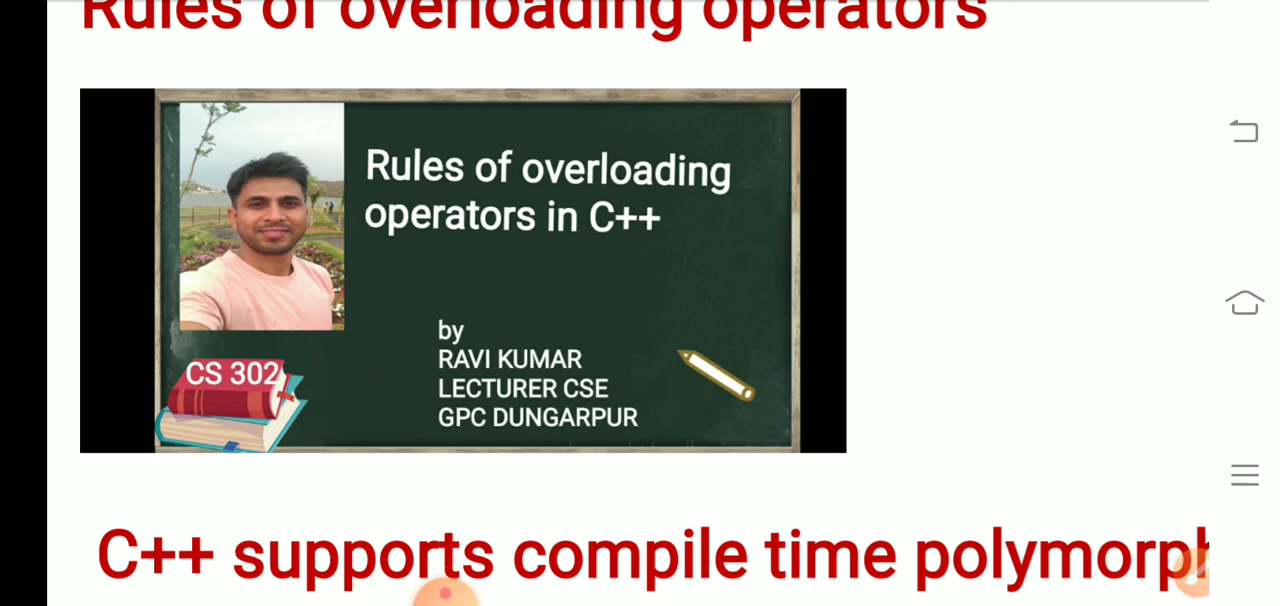 Rules of overloading operators
Rules of overloading
operators in C++
by
RAVI KUMAR
LECTURER CSE
GPC DUNGARPUR
CS 302
C++ supports compile time